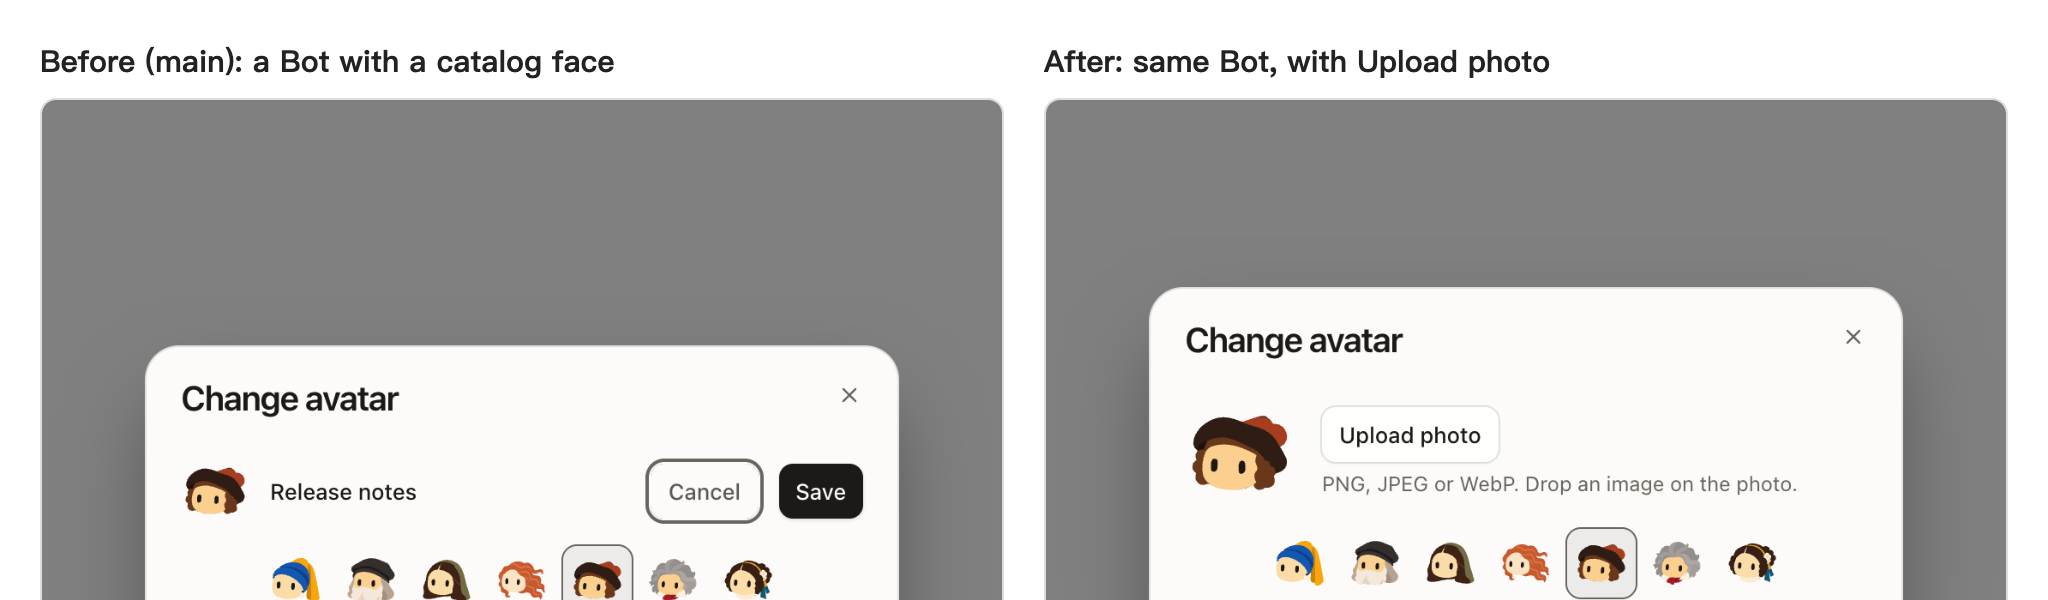 Before (main): a Bot with a catalog face
Change avatar
Release notes
Cancel
Save
After: same Bot, with Upload photo
Change avatar
Upload photo
PNG, JPEG or WebP. Drop an image on the photo.